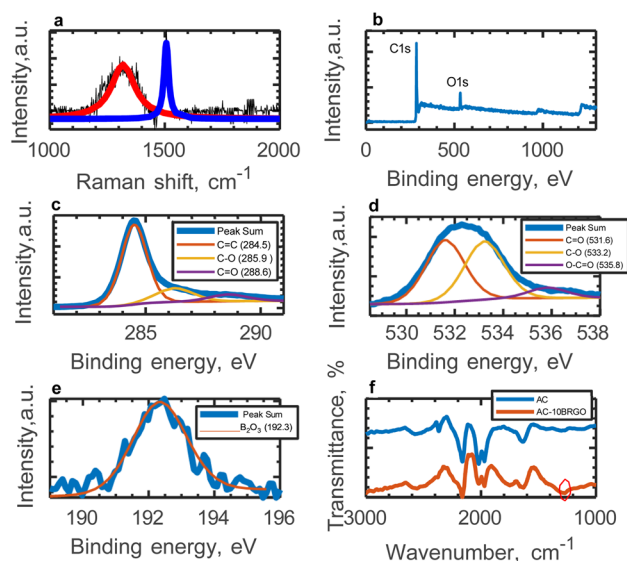 a
Intensity,a.u.
1000 1500 2000
Raman shift, cm-1
b
Intensity,a.u.
C1s
O1s
0 500 1000
Binding energy, eV
c
Intensity,a.u.
Peak Sum
C=C (284.5)
C-O (285.9 )
C=O (288.6)
285 290
Binding energy, eV
d
Intensity,a.u.
Peak Sum
C=O (531.6)
C-O (533.2)
O-C=O (535.8)
530 532 534 536 538
Binding energy, eV
e
Intensity,a.u.
Peak Sum
B2O3 (192.3)
190 192 194 196
Binding energy, eV
f
Transmittance, %
AC
AC-10BRGO
3000 2000 1000
Wavenumber, cm-1